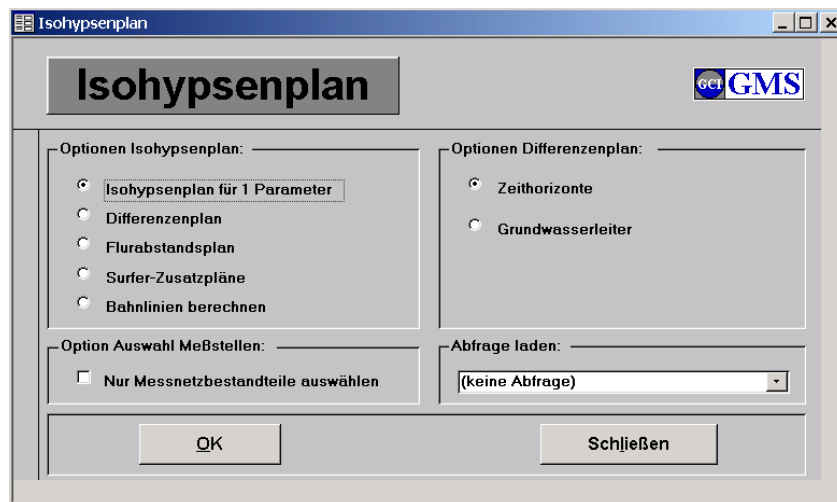 Isohypsenplan
Isohypsenplan
GCI GMS
Optionen Isohypsenplan:
Isohypsenplan für 1 Parameter
Differenzenplan
Flurabstandsplan
Surfer-Zusatzpläne
Bahnlinien berechnen
Optionen Differenzenplan:
Zeithorizonte
Grundwasserleiter
Option Auswahl Meßstellen:
Nur Messnetzbestandteile auswählen
Abfrage laden:
(keine Abfrage)
OK
Schließen